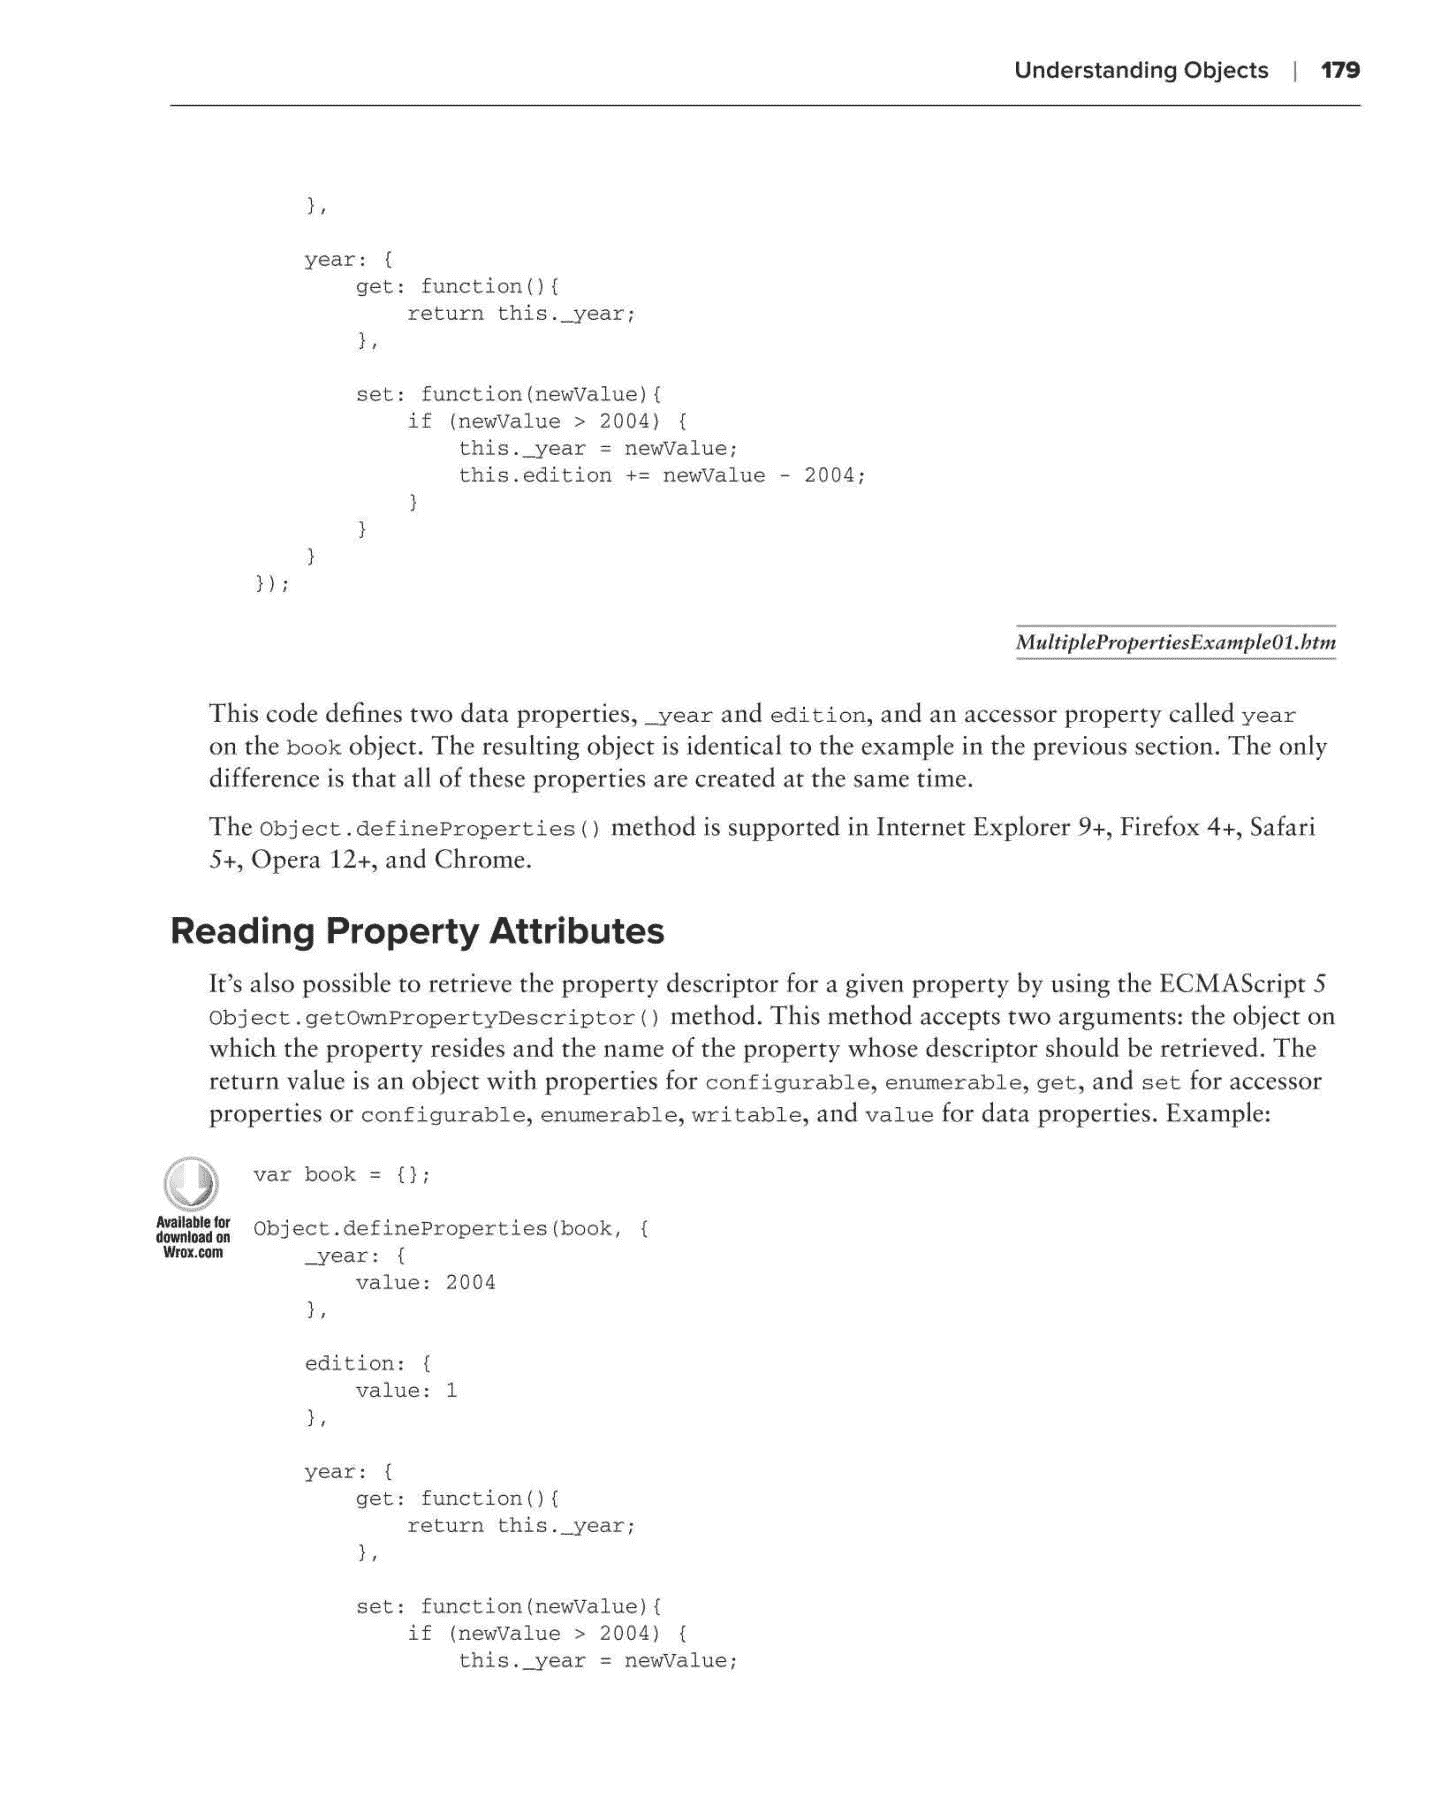 Understanding Objects | 179
},
year: {
get: function(){
return this._year;
},
set: function(newValue){
if (newValue > 2004) {
this._year = newValue;
this.edition += newValue - 2004;
}
}
}
});
MultiplePropertiesExample01.htm
This code defines two data properties, _year and edition, and an accessor property called year
on the book object. The resulting object is identical to the example in the previous section. The only
difference is that all of these properties are created at the same time.
The Object.defineProperties() method is supported in Internet Explorer 9+, Firefox 4+, Safari
5+, Opera 12+, and Chrome.
Reading Property Attributes
It's also possible to retrieve the property descriptor for a given property by using the ECMAScript 5
Object.getOwnPropertyDescriptor() method. This method accepts two arguments: the object on
which the property resides and the name of the property whose descriptor should be retrieved. The
return value is an object with properties for configurable, enumerable, get, and set for accessor
properties or configurable, enumerable, writable, and value for data properties. Example:
Available for
download on
Wrox.com
var book = {};
Object.defineProperties(book, {
_year: {
value: 2004
},
edition: {
value: 1
},
year: {
get: function(){
return this._year;
},
set: function(newValue){
if (newValue > 2004) {
this._year = newValue;